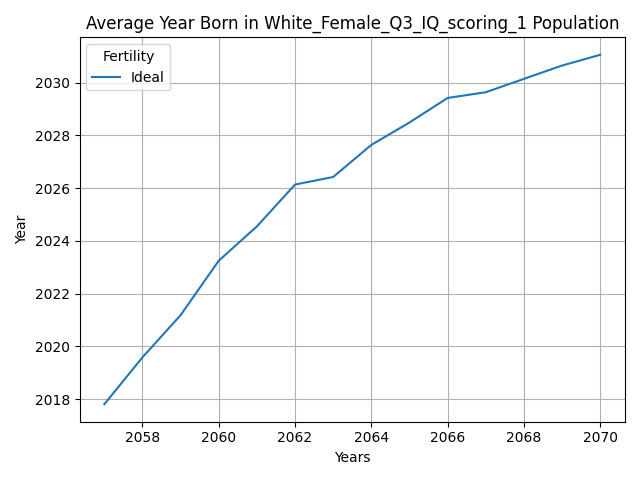 Average Year Born in White_Female_Q3_IQ_scoring_1 Population
Fertility
Ideal
2030
2028
2026
2024
2022
2020
2018
Year
2058 2060 2062 2064 2066 2068 2070
Years